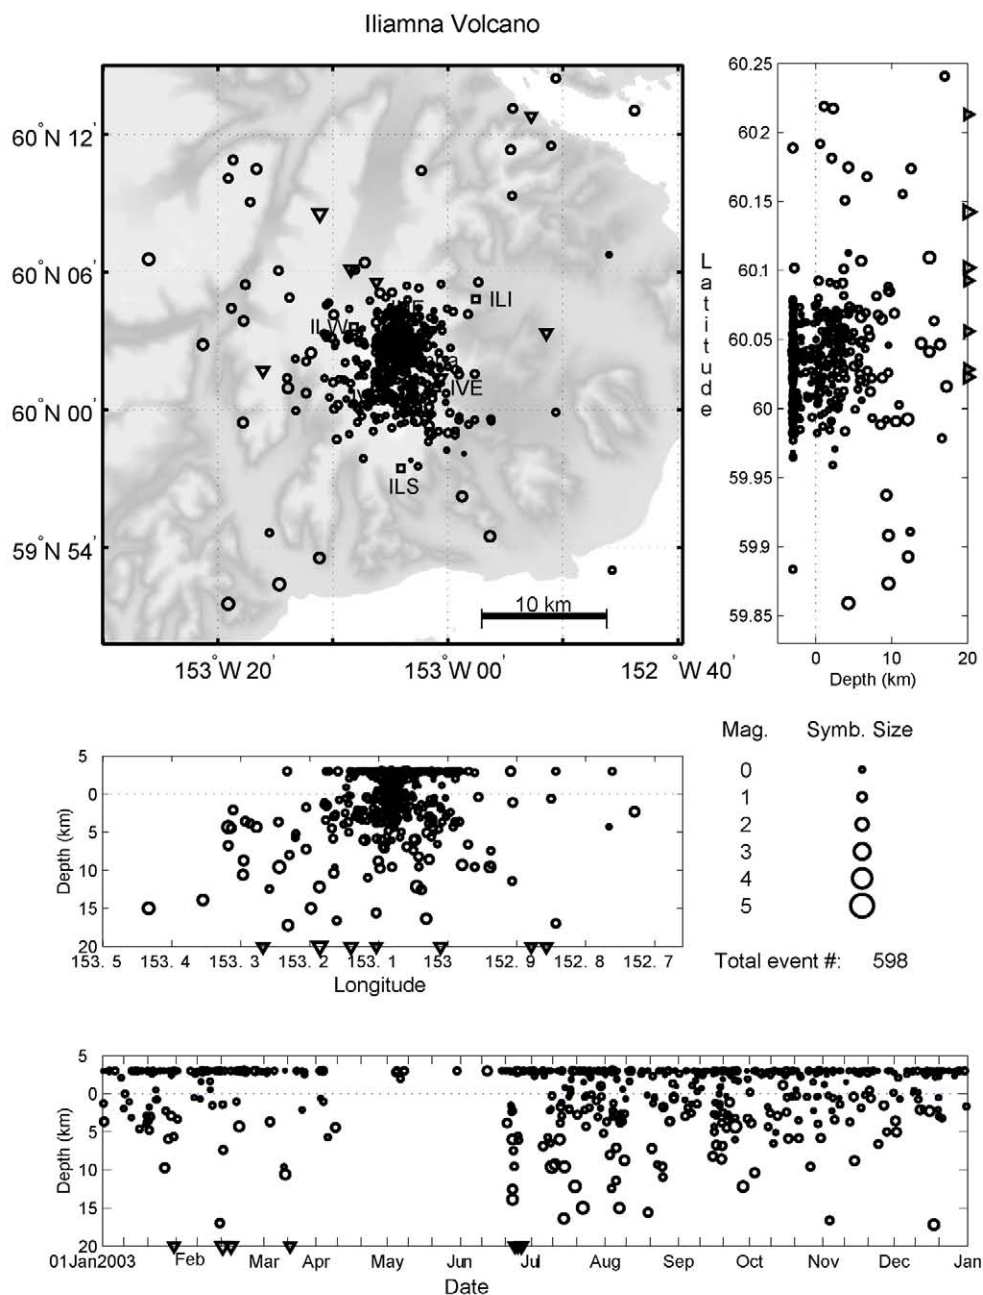 Iliamna Volcano
60°N 12'
60°N 06'
60°N 00'
59°N 54'
153°W 20'
153°W 00'
152°W 40'
ILI
ILW
IVE
ILS
10 km
Latitude
60.25
60.2
60.15
60.1
60.05
60
59.95
59.9
59.85
0 10 20
Depth (km)
5
0
5
10
15
20
Depth (km)
153. 5 153. 4 153. 3 153. 2 153. 1 153 152. 9 152. 8 152. 7
Longitude
Mag. Symb. Size
0
1
2
3
4
5
Total event #: 598
5
0
5
10
15
20
Depth (km)
01Jan2003 Feb Mar Apr May Jun Jul Aug Sep Oct Nov Dec Jan
Date